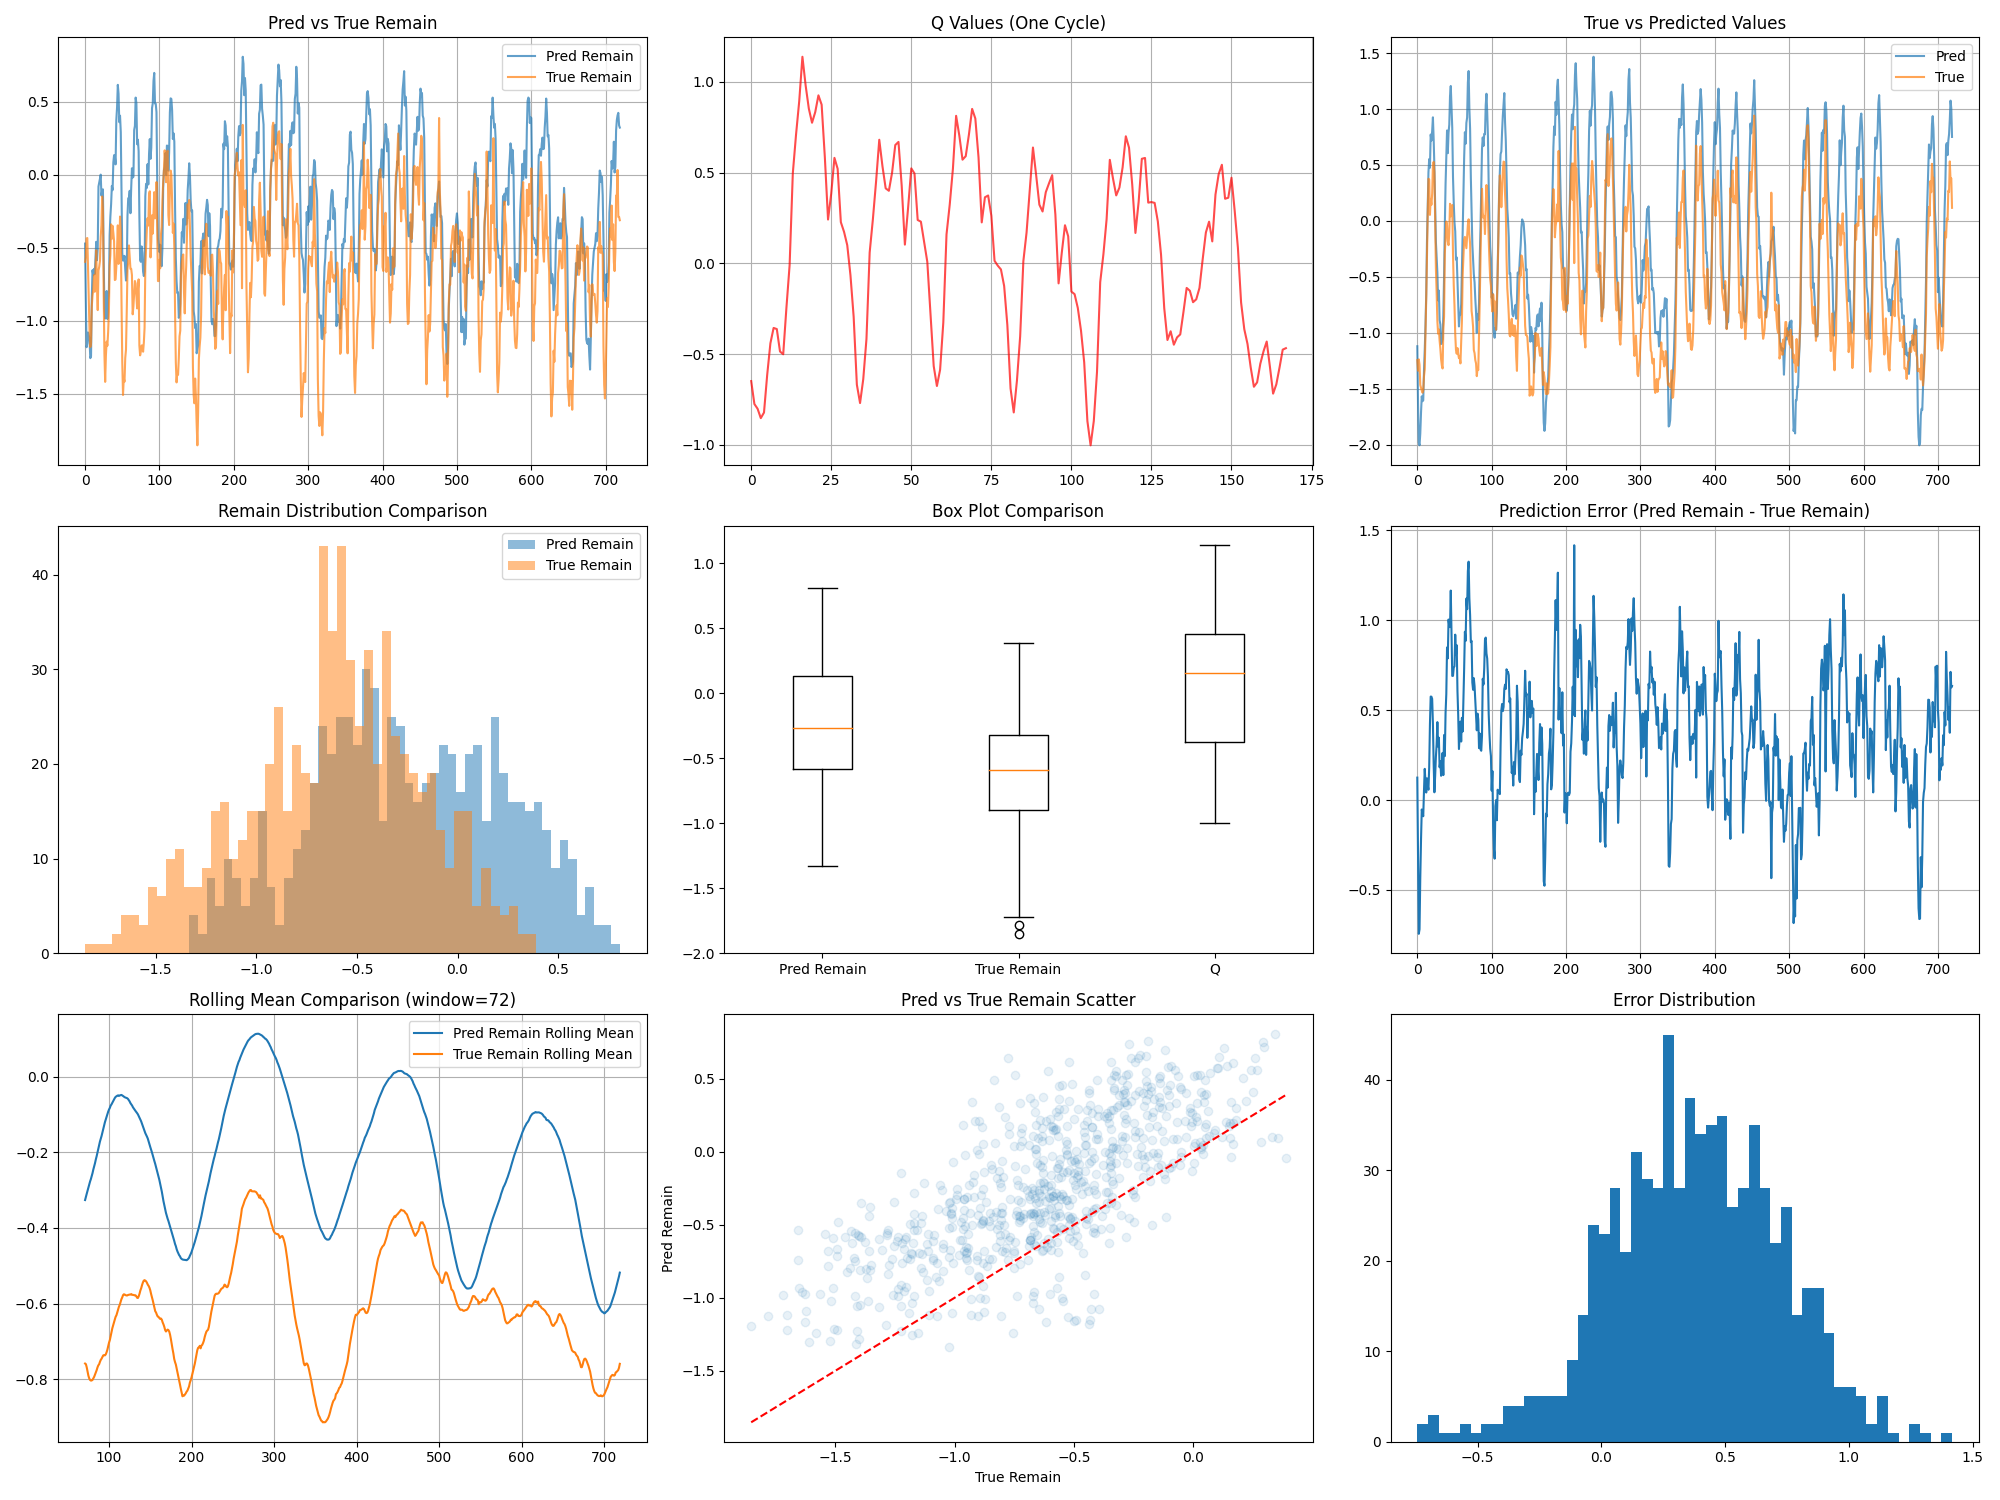 Pred vs True Remain
Pred Remain
True Remain
0.5
0.0
−0.5
−1.0
−1.5
0 100 200 300 400 500 600 700
Q Values (One Cycle)
1.0
0.5
0.0
−0.5
−1.0
0 25 50 75 100 125 150 175
True vs Predicted Values
Pred
True
1.5
1.0
0.5
0.0
−0.5
−1.0
−1.5
−2.0
0 100 200 300 400 500 600 700
Remain Distribution Comparison
Pred Remain
True Remain
40
30
20
10
0
−1.5 −1.0 −0.5 0.0 0.5
Box Plot Comparison
1.0
0.5
0.0
−0.5
−1.0
−1.5
−2.0
Pred Remain True Remain Q
Prediction Error (Pred Remain - True Remain)
1.5
1.0
0.5
0.0
−0.5
0 100 200 300 400 500 600 700
Rolling Mean Comparison (window=72)
Pred Remain Rolling Mean
True Remain Rolling Mean
0.0
−0.2
−0.4
−0.6
−0.8
100 200 300 400 500 600 700
Pred vs True Remain Scatter
Pred Remain
0.5
0.0
−0.5
−1.0
−1.5
−1.5 −1.0 −0.5 0.0
True Remain
Error Distribution
40
30
20
10
0
−0.5 0.0 0.5 1.0 1.5